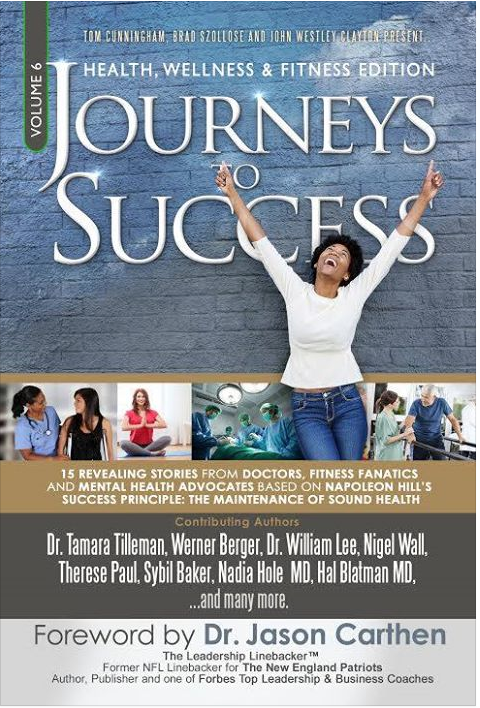 TOM CUNNINGHAM, BRAD SZOLLOSE AND JOHN WESTLEY CLAYTON PRESENT
VOLUME 6
HEALTH, WELLNESS & FITNESS EDITION
JOURNEYS
TO
SUCCESS
15 REVEALING STORIES FROM DOCTORS, FITNESS FANATICS
AND MENTAL HEALTH ADVOCATES BASED ON NAPOLEON HILL'S
SUCCESS PRINCIPLE: THE MAINTENANCE OF SOUND HEALTH
Contributing Authors
Dr. Tamara Tilleman, Werner Berger, Dr. William Lee, Nigel Wall,
Therese Paul, Sybil Baker, Nadia Hole MD, Hal Blatman MD,
...and many more.
Foreword by Dr. Jason Carthen
The Leadership Linebacker™
Former NFL Linebacker for The New England Patriots
Author, Publisher and one of Forbes Top Leadership & Business Coaches